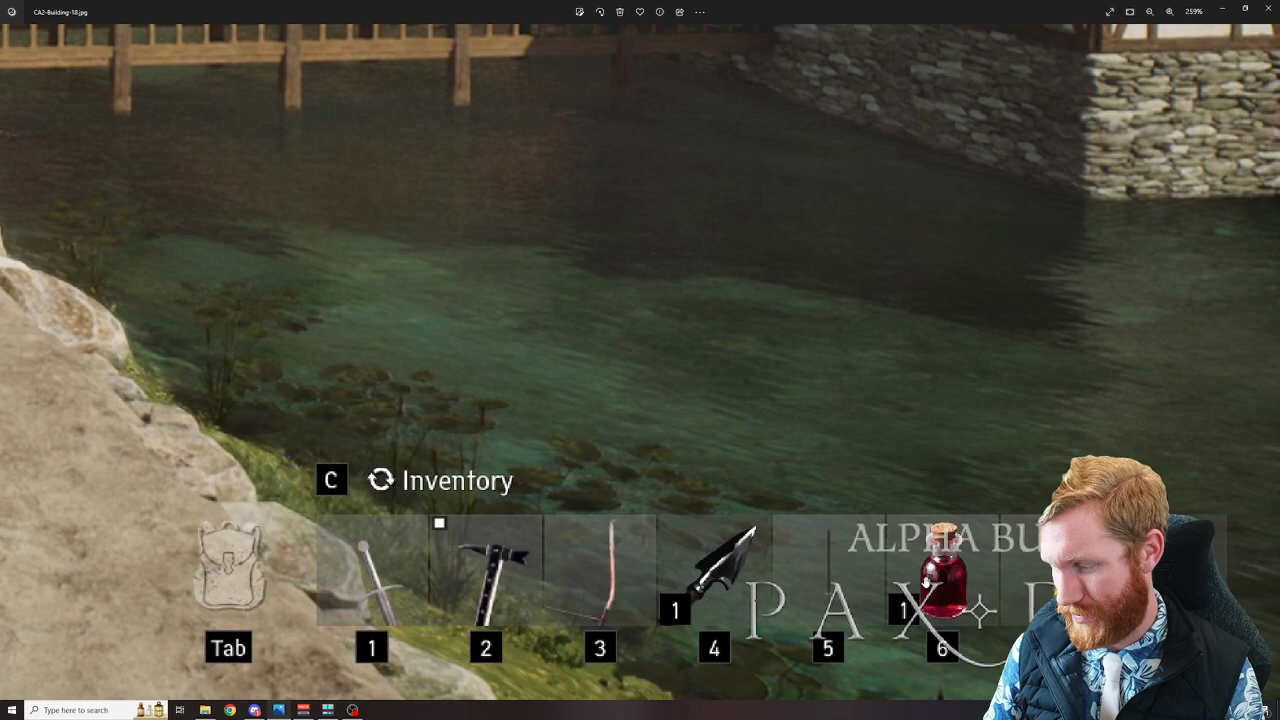 CA2-Building-18.jpg
259%
C Inventory
ALPHA BU
1 1
PAX D
Tab 1 2 3 4 5 6
Type here to search